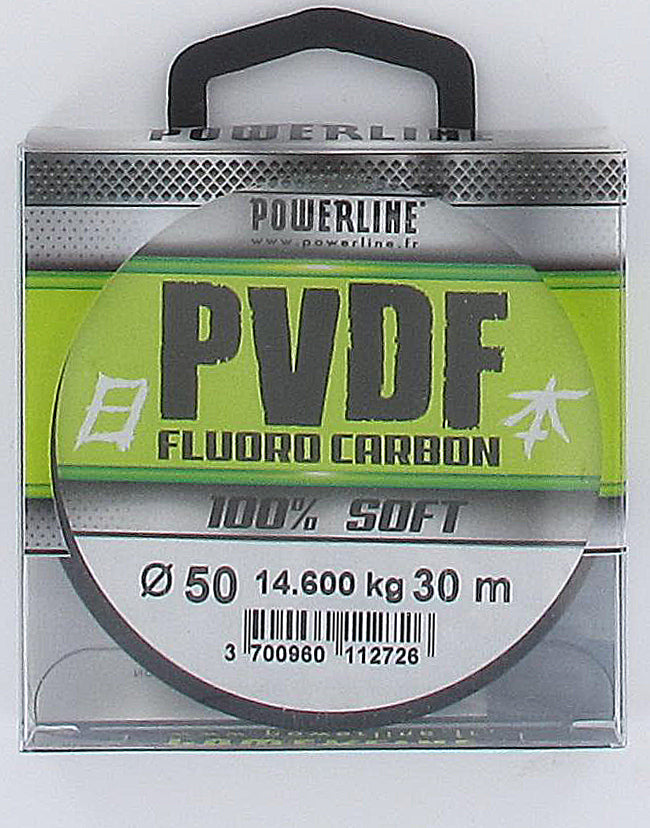 POWERLINE
POWERLINE®
www.powerline.fr
PVDF
日 本
FLUORO CARBON
100% SOFT
Ø 50 14.600 kg 30 m
3 700960 112726